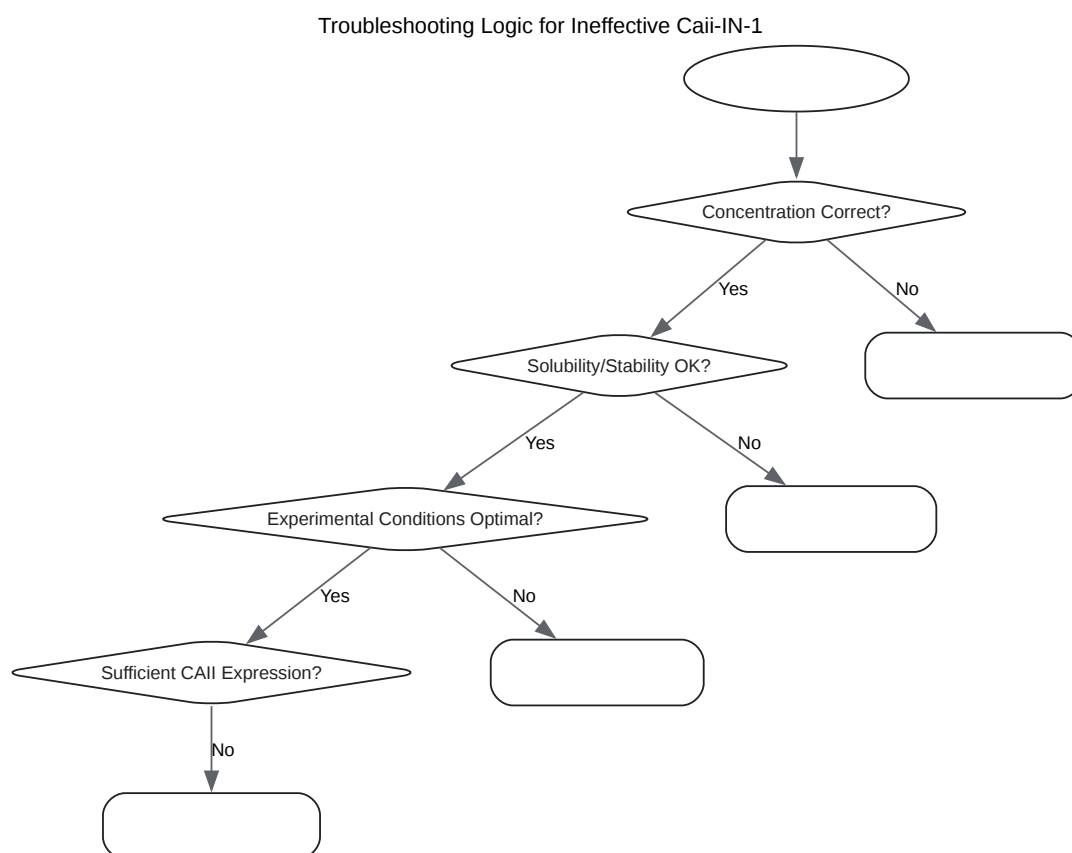 Troubleshooting Logic for Ineffective Caii-IN-1
Concentration Correct?
Yes
No
Solubility/Stability OK?
Yes
No
Experimental Conditions Optimal?
Yes
No
Sufficient CAII Expression?
No